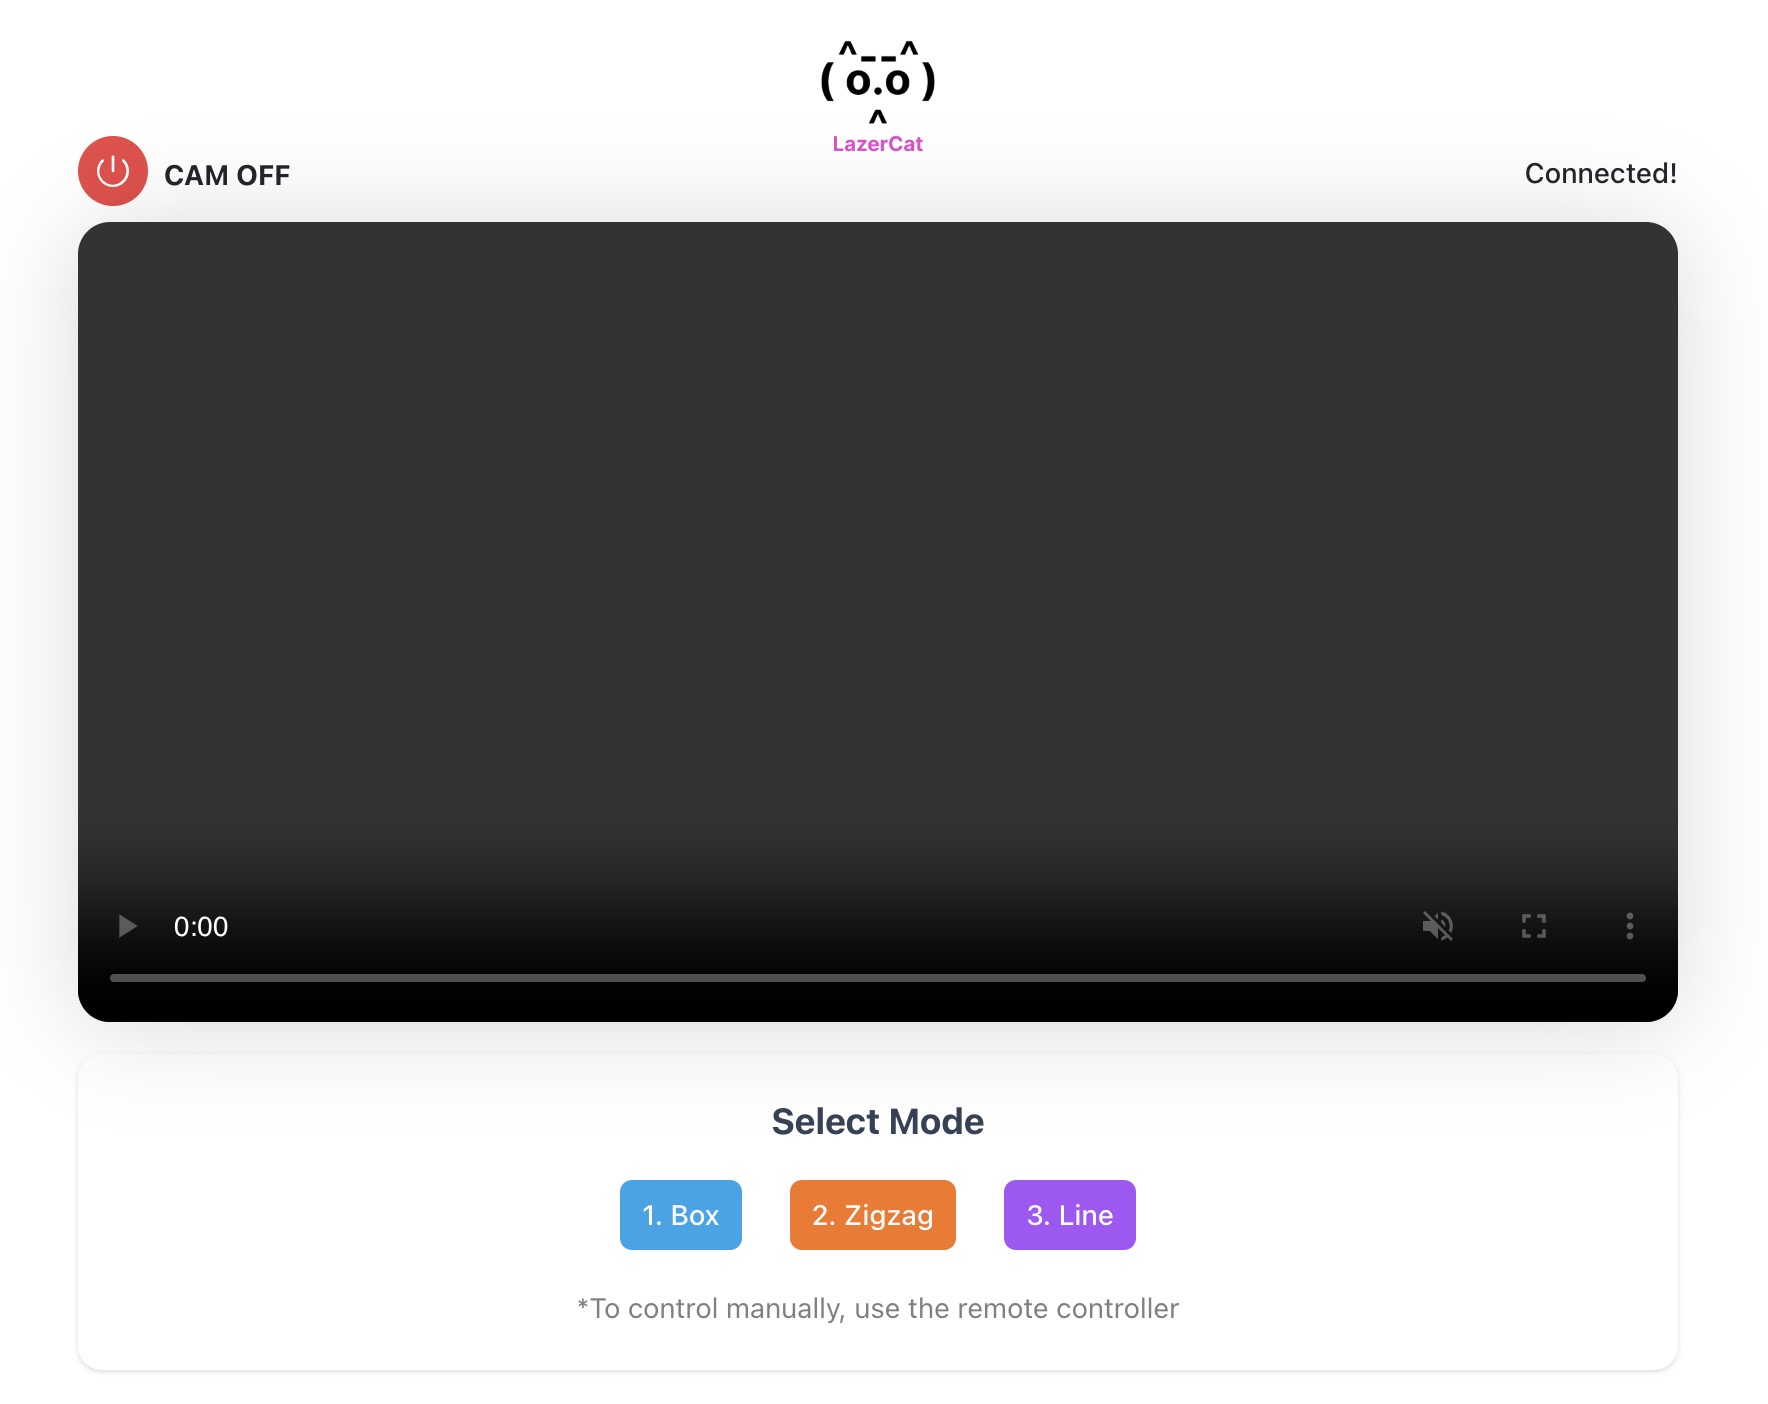 ^--^
( o.o )
^
LazerCat
CAM OFF
Connected!
0:00
Select Mode
1. Box
2. Zigzag
3. Line
*To control manually, use the remote controller